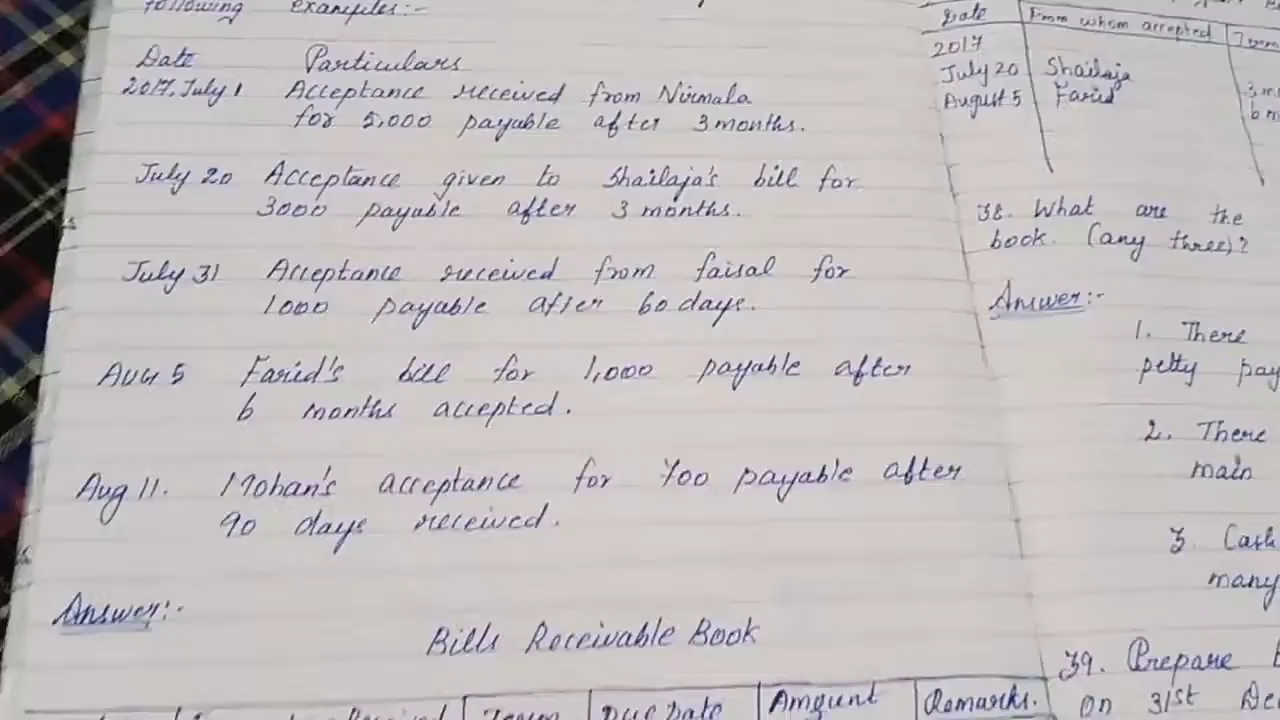 following examples:-
Date Particulars
2017, July 1 Acceptance received from Nirmala
for 5,000 payable after 3 months.
July 20 Acceptance given to Shailaja's bill for
3000 payable after 3 months.
July 31 Acceptance received from faisal for
1000 payable after 60 days.
Aug 5 Farid's bill for 1,000 payable after
6 months accepted.
Aug 11. Mohan's acceptance for 700 payable after
90 days received.
Answer:-
Bills Receivable Book
Term Due Date Amount Remarks.
Date From whom accepted
2017
July 20 Shailaja
August 5 Farid
38. What are the
book. (any three)?
Answer:-
1. There
petty pay
2. There
main
3. Cash
many
39. Prepare
On 31st De